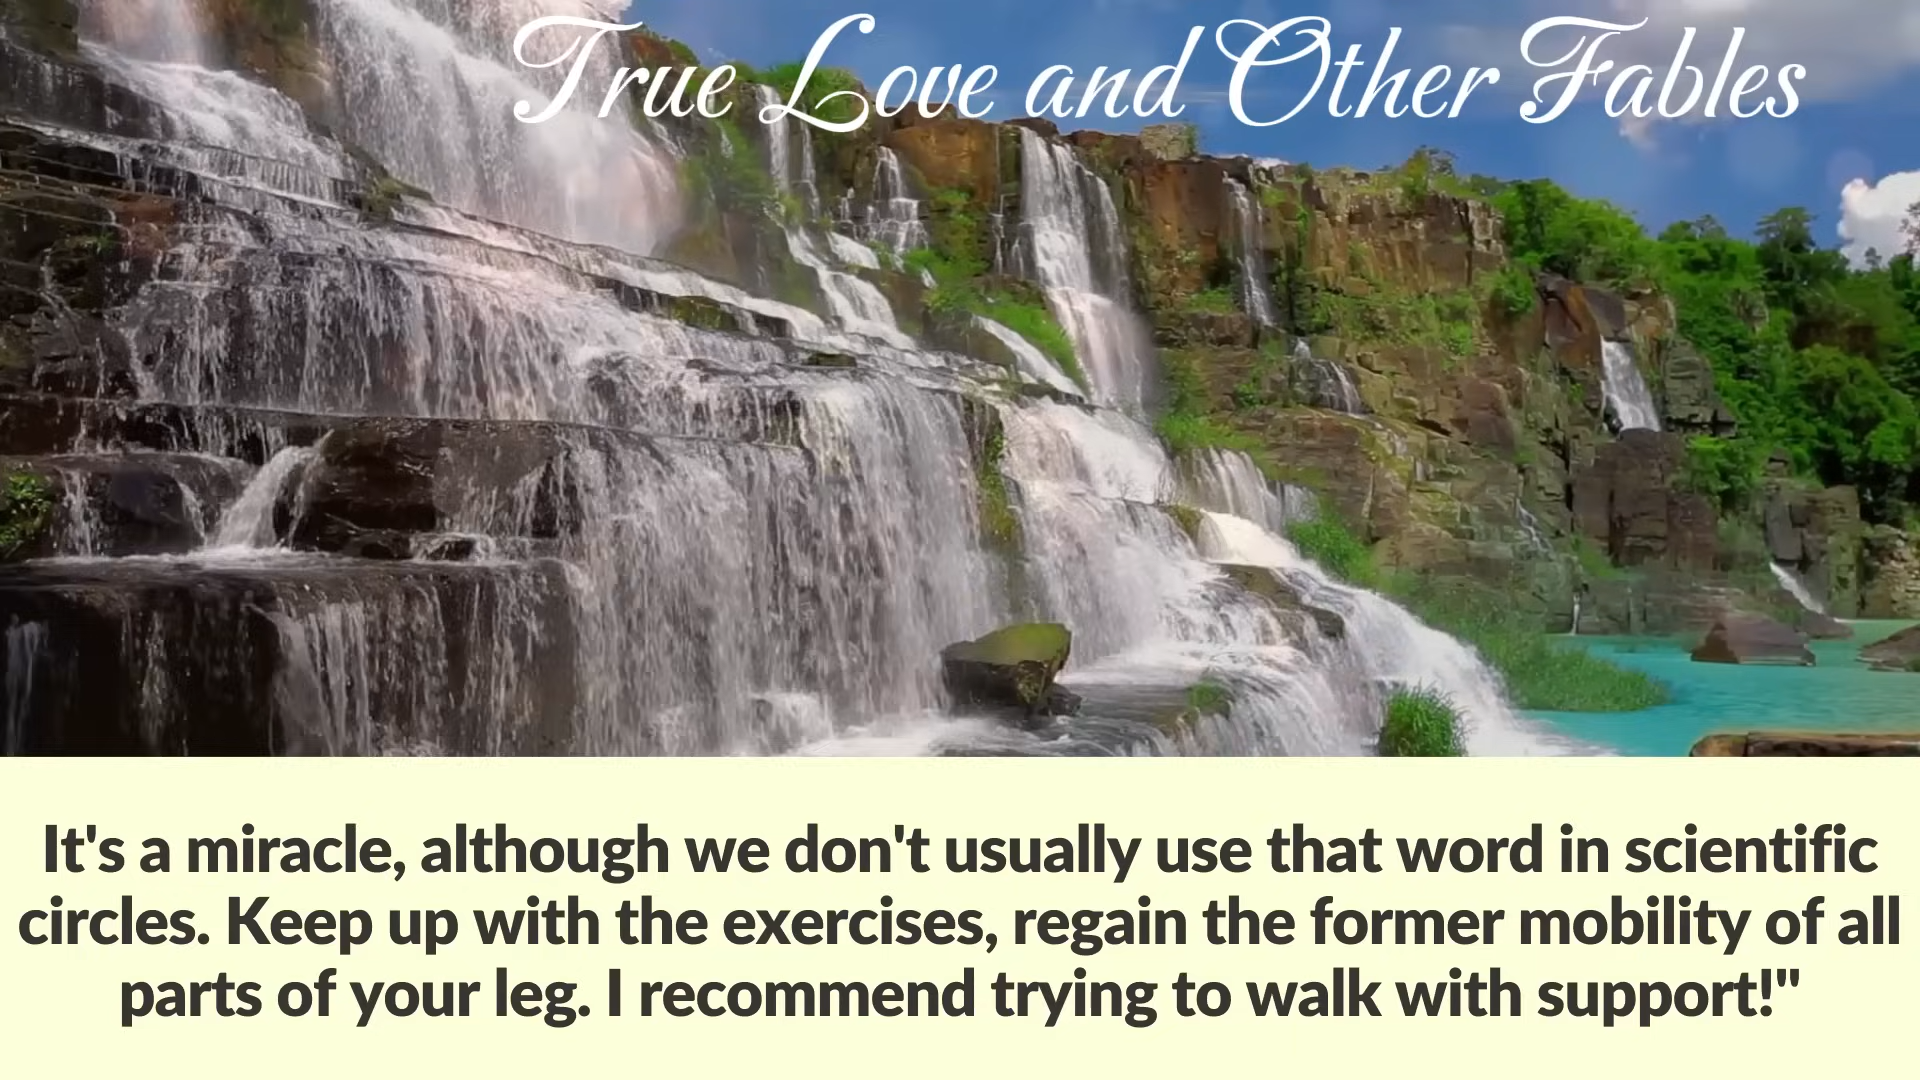 True Love and Other Fables
It's a miracle, although we don't usually use that word in scientific
circles. Keep up with the exercises, regain the former mobility of all
parts of your leg. I recommend trying to walk with support!"